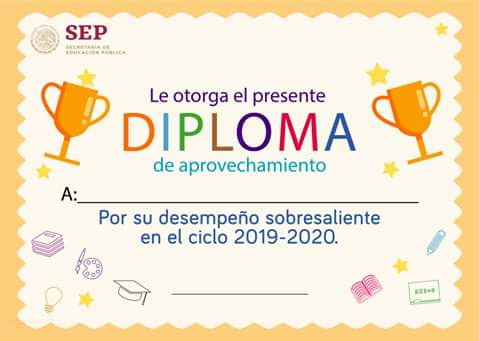 SEP
SECRETARÍA DE
EDUCACIÓN PÚBLICA
Le otorga el presente
DIPLOMA
de aprovechamiento
A:
Por su desempeño sobresaliente
en el ciclo 2019-2020.